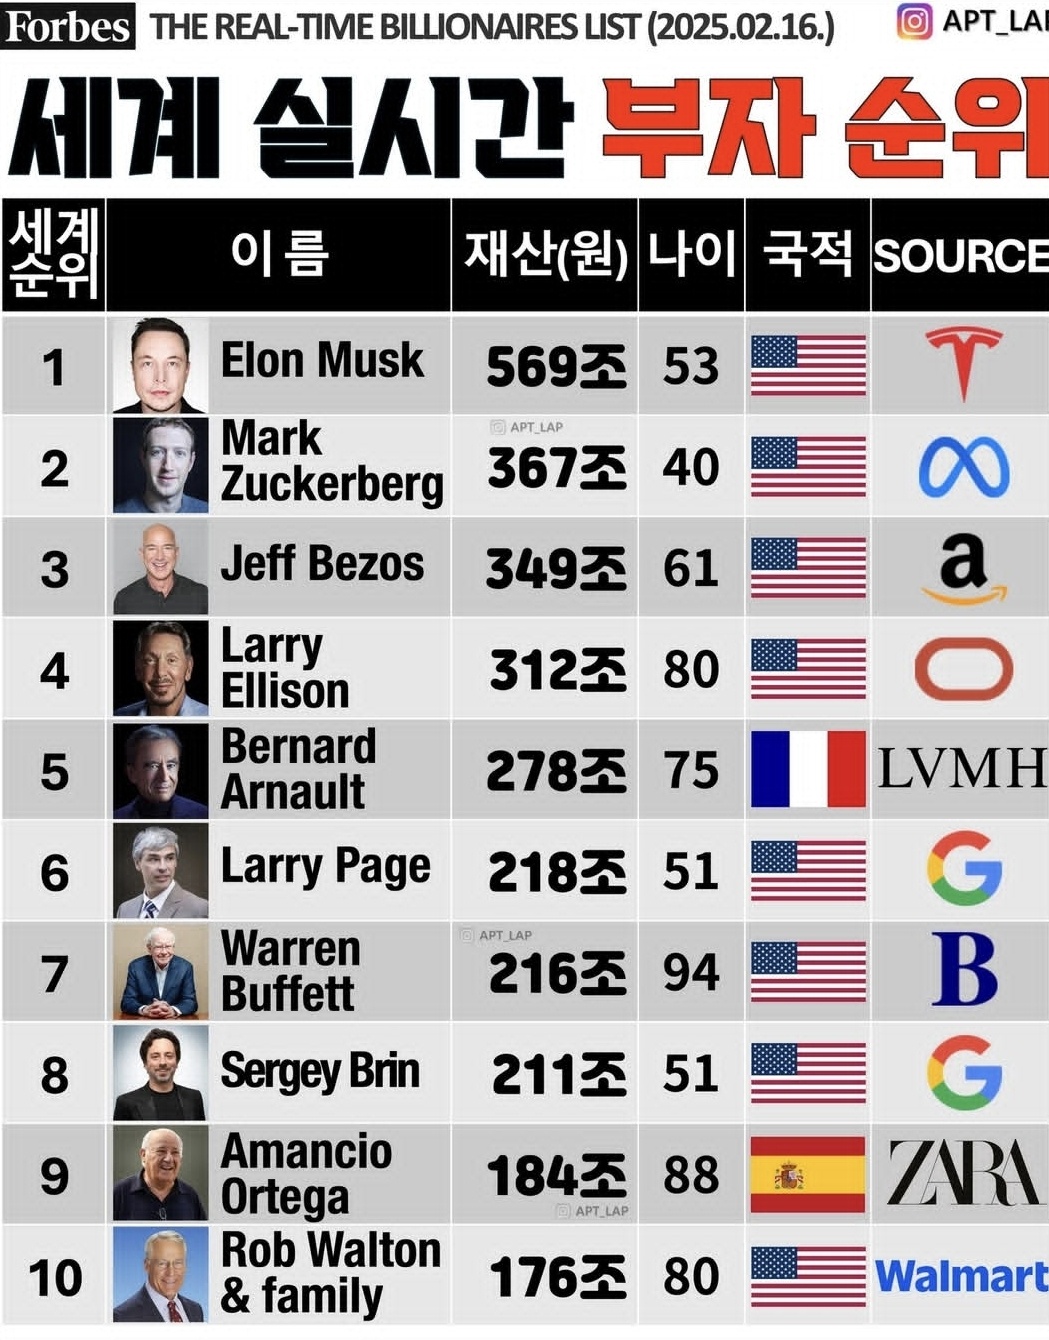 Forbes THE REAL-TIME BILLIONAIRES LIST (2025.02.16.) APT_LAP
세계 실시간 부자 순위
세계 순위 이름 재산(원) 나이 국적 SOURCE
1 Elon Musk 569조 53
APT_LAP
2 Mark Zuckerberg 367조 40
3 Jeff Bezos 349조 61 a
4 Larry Ellison 312조 80
5 Bernard Arnault 278조 75 LVMH
6 Larry Page 218조 51 G
APT_LAP
7 Warren Buffett 216조 94 B
8 Sergey Brin 211조 51 G
9 Amancio Ortega 184조 88 ZARA
APT_LAP
10 Rob Walton & family 176조 80 Walmart